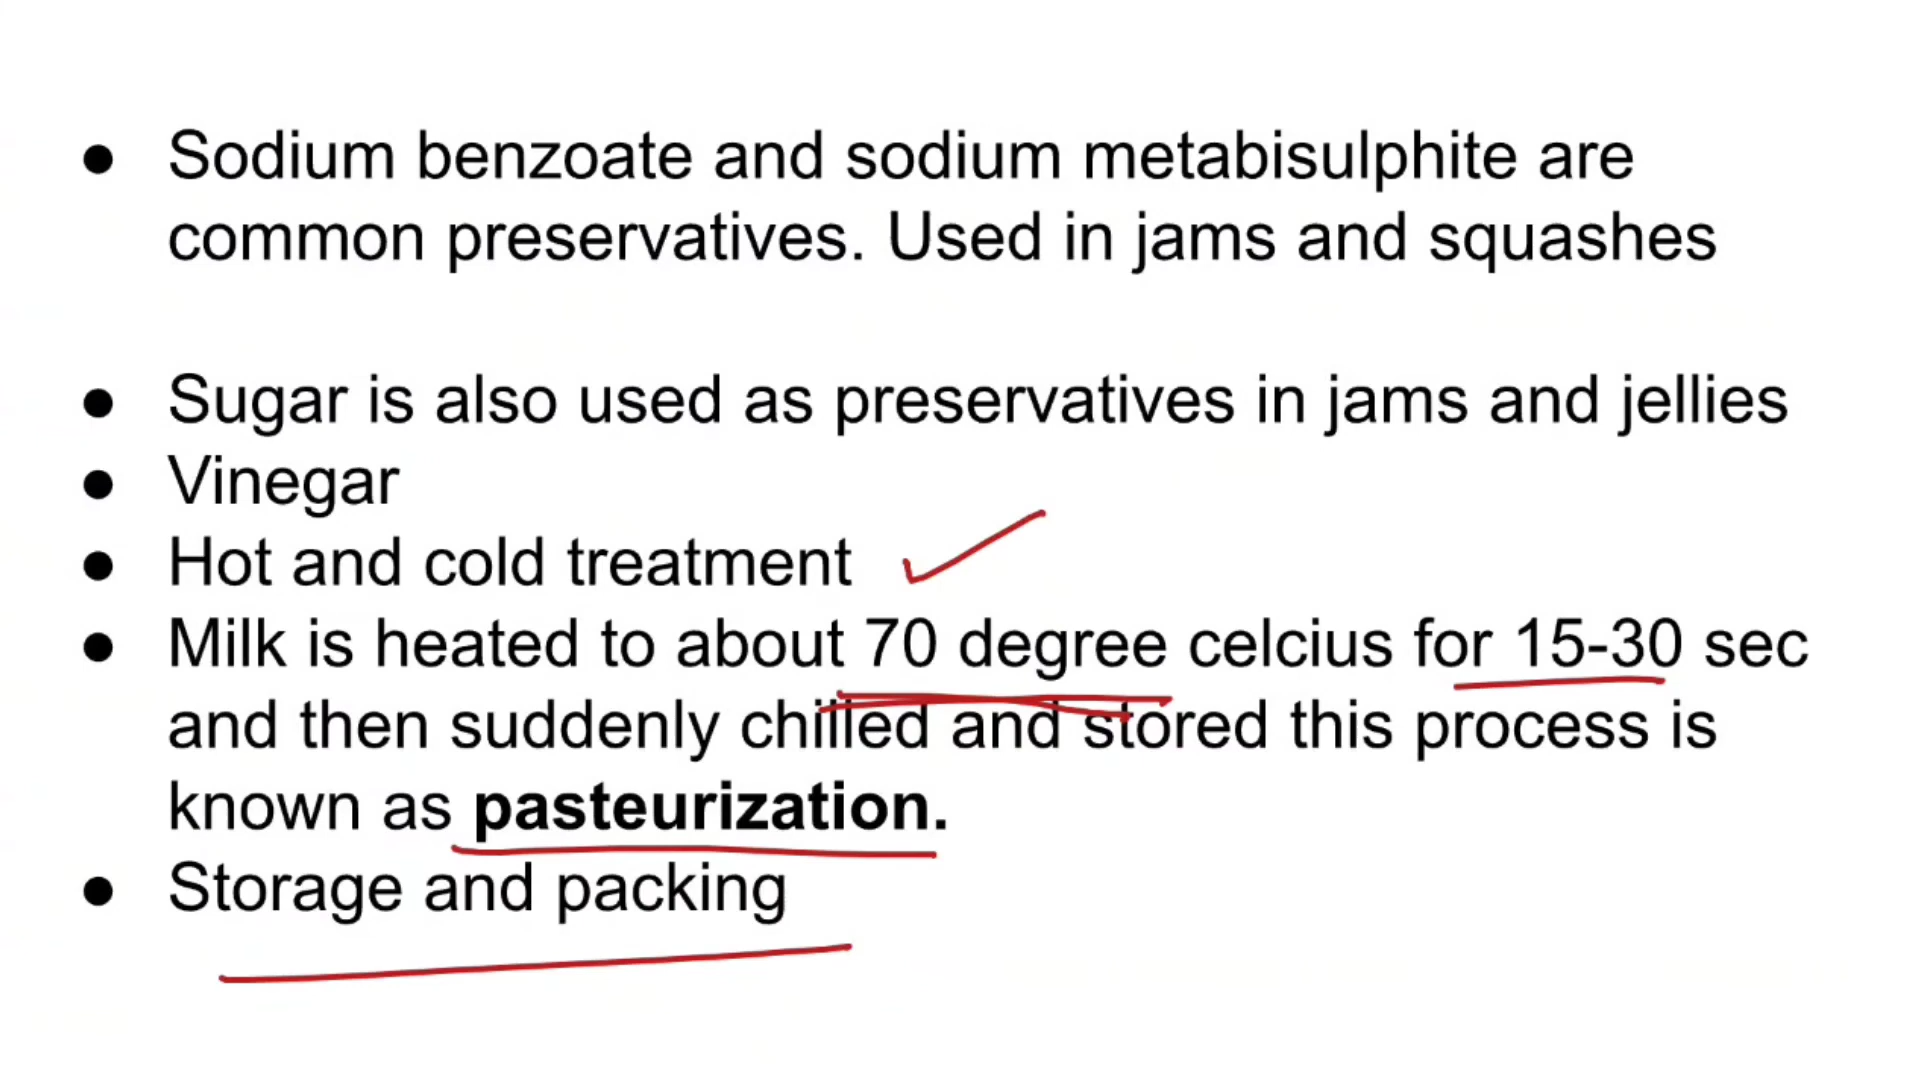 ● Sodium benzoate and sodium metabisulphite are
common preservatives. Used in jams and squashes
● Sugar is also used as preservatives in jams and jellies
● Vinegar
● Hot and cold treatment
● Milk is heated to about 70 degree celcius for 15-30 sec
and then suddenly chilled and stored this process is
known as pasteurization.
● Storage and packing